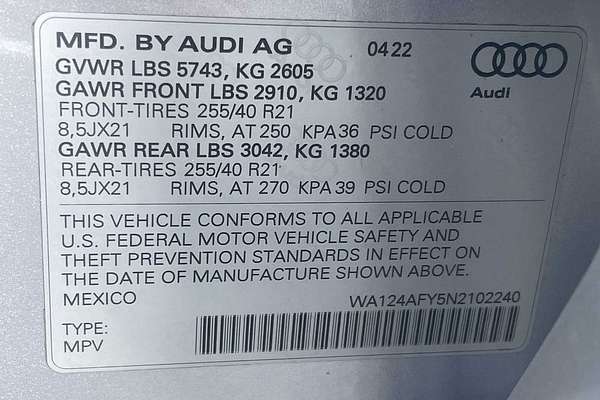 MFD. BY AUDI AG 04 22
GVWR LBS 5743, KG 2605
GAWR FRONT LBS 2910, KG 1320
FRONT-TIRES 255/40 R21
8,5JX21 RIMS, AT 250 KPA 36 PSI COLD
GAWR REAR LBS 3042, KG 1380
REAR-TIRES 255/40 R21
8,5JX21 RIMS, AT 270 KPA 39 PSI COLD
Audi
THIS VEHICLE CONFORMS TO ALL APPLICABLE
U.S. FEDERAL MOTOR VEHICLE SAFETY AND
THEFT PREVENTION STANDARDS IN EFFECT ON
THE DATE OF MANUFACTURE SHOWN ABOVE.
MEXICO WA124AFY5N2102240
TYPE:
MPV